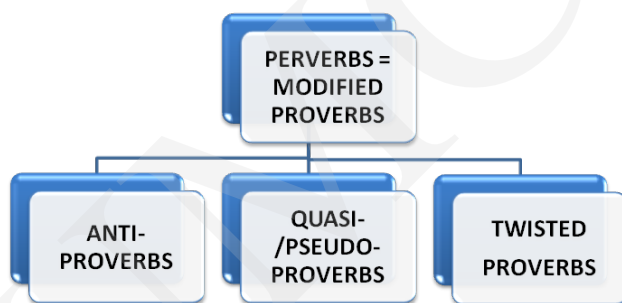 PERVERBS =
MODIFIED
PROVERBS
ANTI-
PROVERBS
QUASI-
/PSEUDO-
PROVERBS
TWISTED
PROVERBS